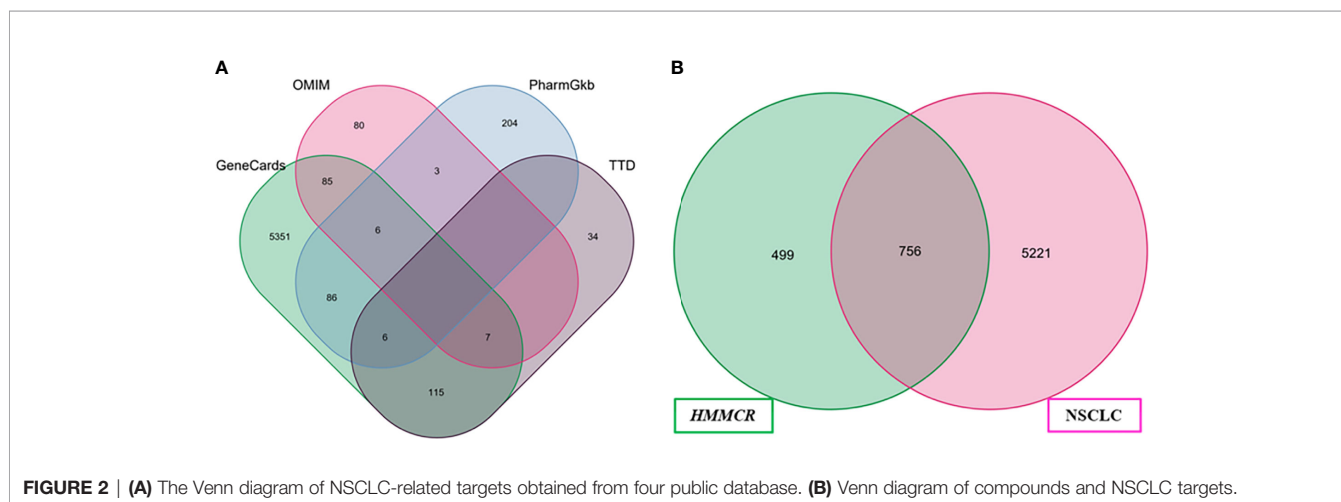 A
OMIM
PharmGkb
GeneCards
TTD
80
204
3
85
5351
6
34
86
6
7
115
B
499
756
5221
HMMCR
NSCLC
FIGURE 2 | (A) The Venn diagram of NSCLC-related targets obtained from four public database. (B) Venn diagram of compounds and NSCLC targets.